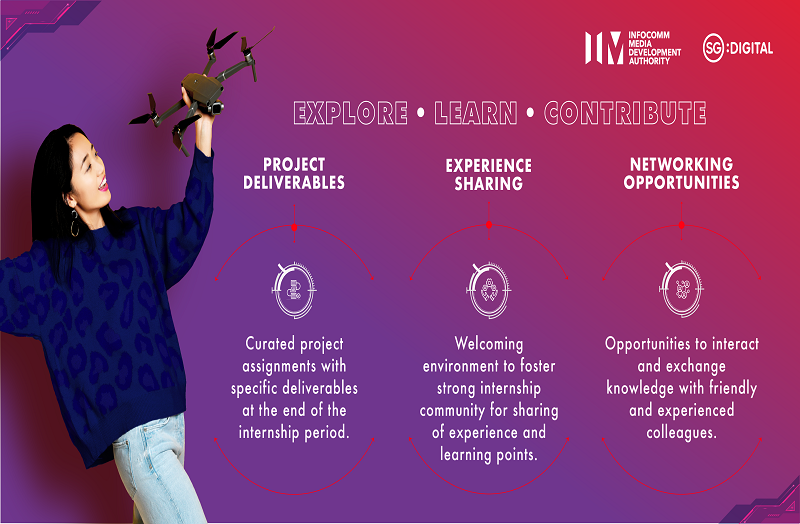 INFOCOMM
MEDIA
DEVELOPMENT
AUTHORITY
SG:DIGITAL
EXPLORE • LEARN • CONTRIBUTE
PROJECT
DELIVERABLES
Curated project
assignments with
specific deliverables
at the end of the
internship period.
EXPERIENCE
SHARING
Welcoming
environment to foster
strong internship
community for sharing
of experience and
learning points.
NETWORKING
OPPORTUNITIES
Opportunities to interact
and exchange
knowledge with friendly
and experienced
colleagues.